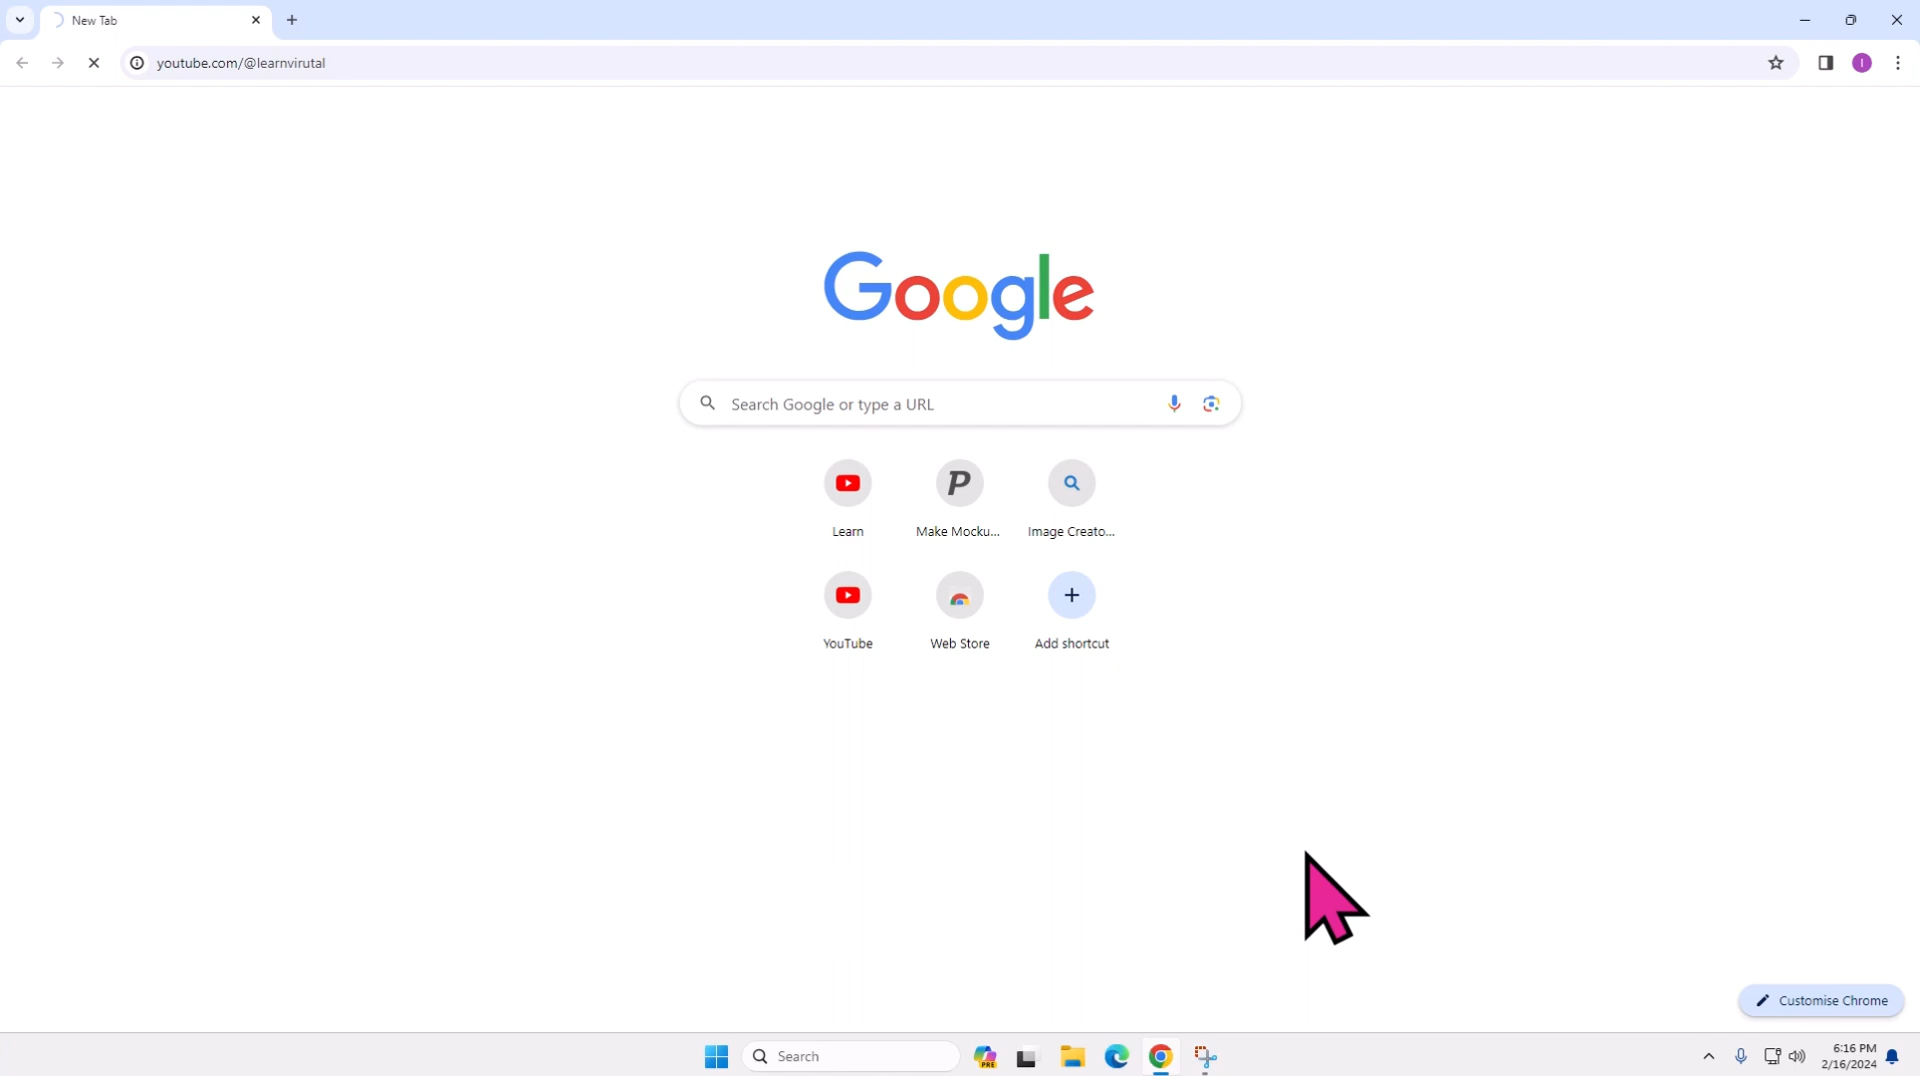 New Tab
youtube.com/@learnvirutal
Google
Search Google or type a URL
P
Learn
Make Mocku...
Image Creato...
YouTube
Web Store
Add shortcut
Customise Chrome
Search
PRE
6:16 PM
2/16/2024